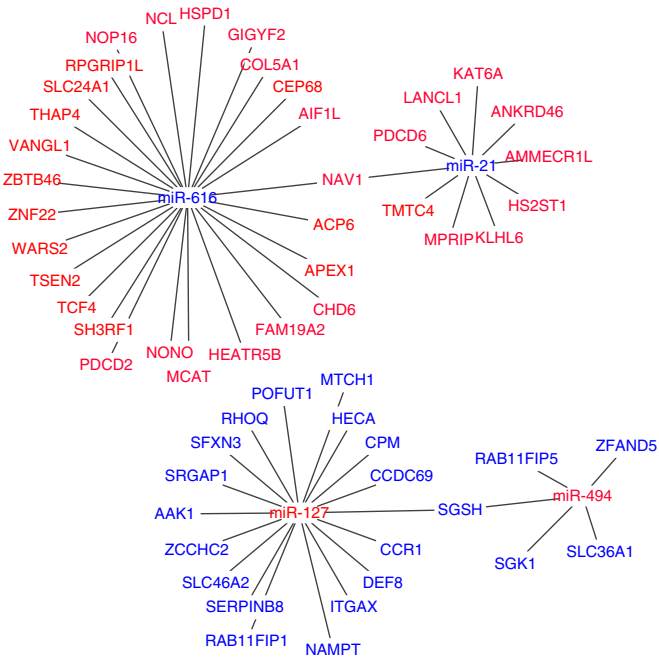 HSPD1
NCL
NOP16
GIGYF2
RPGRIP1L
COL5A1
KAT6A
SLC24A1
CEP68
LANCL1
THAP4
AIF1L
ANKRD46
PDCD6
VANGL1
AMMECR1L
miR-21
ZBTB46
NAV1
miR-616
HS2ST1
ZNF22
TMTC4
ACP6
WARS2
MPRIP
KLHL6
TSEN2
APEX1
TCF4
CHD6
SH3RF1
FAM19A2
PDCD2
NONO
HEATR5B
MCAT
MTCH1
POFUT1
RHOQ
HECA
SFXN3
CPM
ZFAND5
RAB11FIP5
SRGAP1
CCDC69
miR-494
AAK1
miR-127
SGSH
ZCCHC2
CCR1
SLC36A1
SGK1
SLC46A2
DEF8
SERPINB8
ITGAX
RAB11FIP1
NAMPT